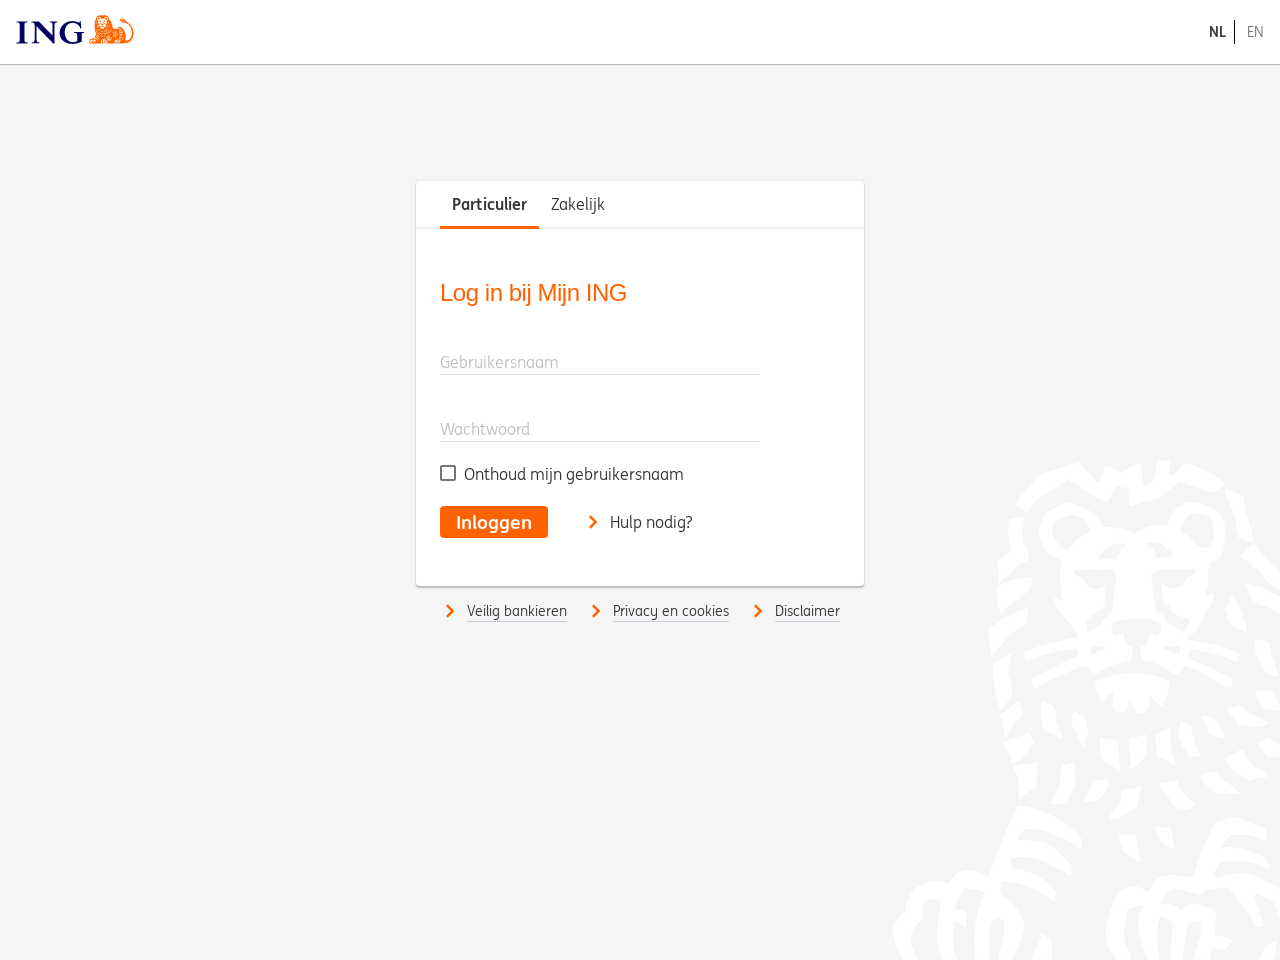 ING
NL EN
Particulier Zakelijk
Log in bij Mijn ING
Gebruikersnaam
Wachtwoord
Onthoud mijn gebruikersnaam
Inloggen Hulp nodig?
Veilig bankieren Privacy en cookies Disclaimer